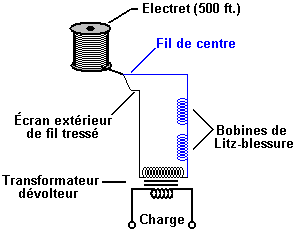 Electret (500 ft.)
Fil de centre
Écran extérieur
de fil tressé
Bobines de
Litz-blessure
Transformateur
dévolteur
Charge